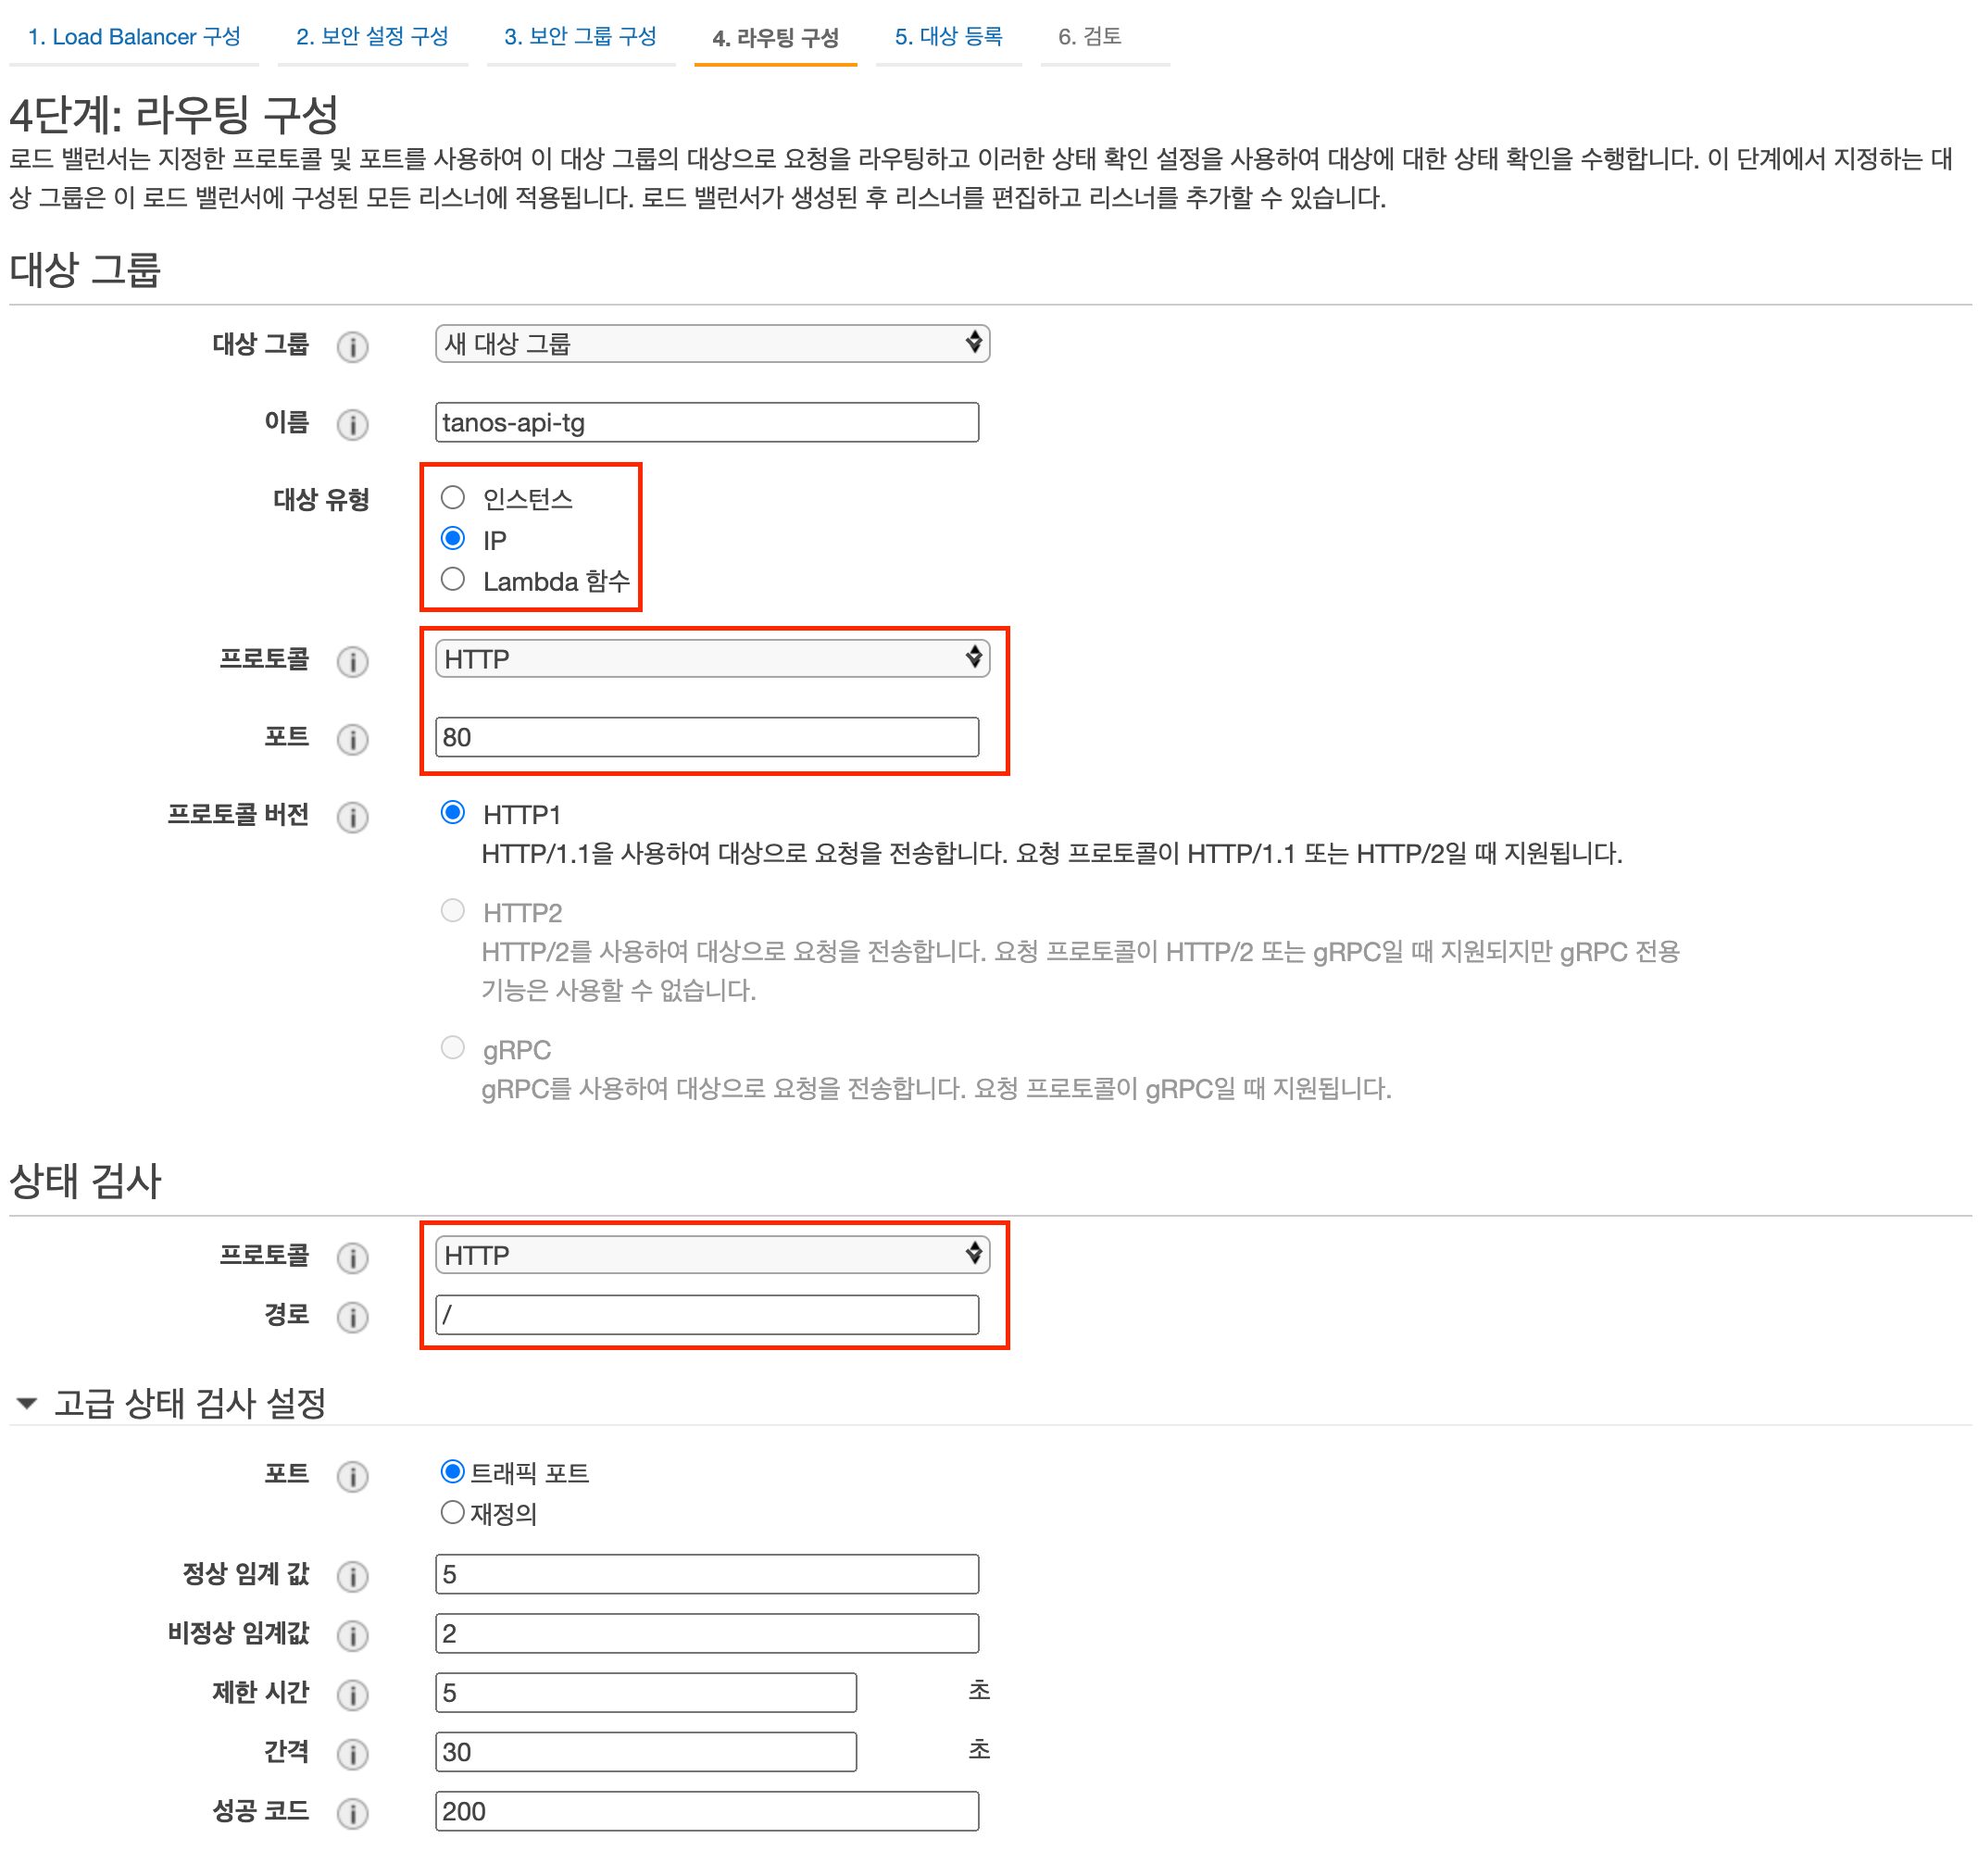 1. Load Balancer 구성 2. 보안 설정 구성 3. 보안 그룹 구성 4. 라우팅 구성 5. 대상 등록 6. 검토
4단계: 라우팅 구성
로드 밸런서는 지정한 프로토콜 및 포트를 사용하여 이 대상 그룹의 대상으로 요청을 라우팅하고 이러한 상태 확인 설정을 사용하여 대상에 대한 상태 확인을 수행합니다. 이 단계에서 지정하는 대
상 그룹은 이 로드 밸런서에 구성된 모든 리스너에 적용됩니다. 로드 밸런서가 생성된 후 리스너를 편집하고 리스너를 추가할 수 있습니다.
대상 그룹
대상 그룹 i 새 대상 그룹
이름 i tanos-api-tg
대상 유형 인스턴스
IP
Lambda 함수
프로토콜 i HTTP
포트 i 80
프로토콜 버전 i HTTP1
HTTP/1.1을 사용하여 대상으로 요청을 전송합니다. 요청 프로토콜이 HTTP/1.1 또는 HTTP/2일 때 지원됩니다.
HTTP2
HTTP/2를 사용하여 대상으로 요청을 전송합니다. 요청 프로토콜이 HTTP/2 또는 gRPC일 때 지원되지만 gRPC 전용
기능은 사용할 수 없습니다.
gRPC
gRPC를 사용하여 대상으로 요청을 전송합니다. 요청 프로토콜이 gRPC일 때 지원됩니다.
상태 검사
프로토콜 i HTTP
경로 i /
고급 상태 검사 설정
포트 i 트래픽 포트
재정의
정상 임계 값 i 5
비정상 임계값 i 2
제한 시간 i 5 초
간격 i 30 초
성공 코드 i 200